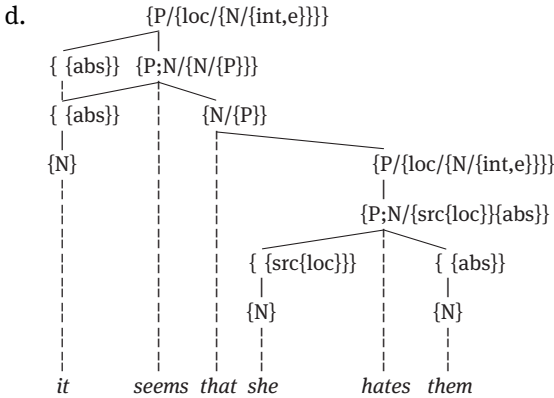 d. {P/{loc/{N/{int,e}}}}
{ {abs}} {P;N/{N/{P}}}
{ {abs}} {N/{P}}
{N} {P/{loc/{N/{int,e}}}}
{P;N/{src{loc}}{abs}}
{ {src{loc}}} { {abs}}
{N} {N}
it seems that she hates them